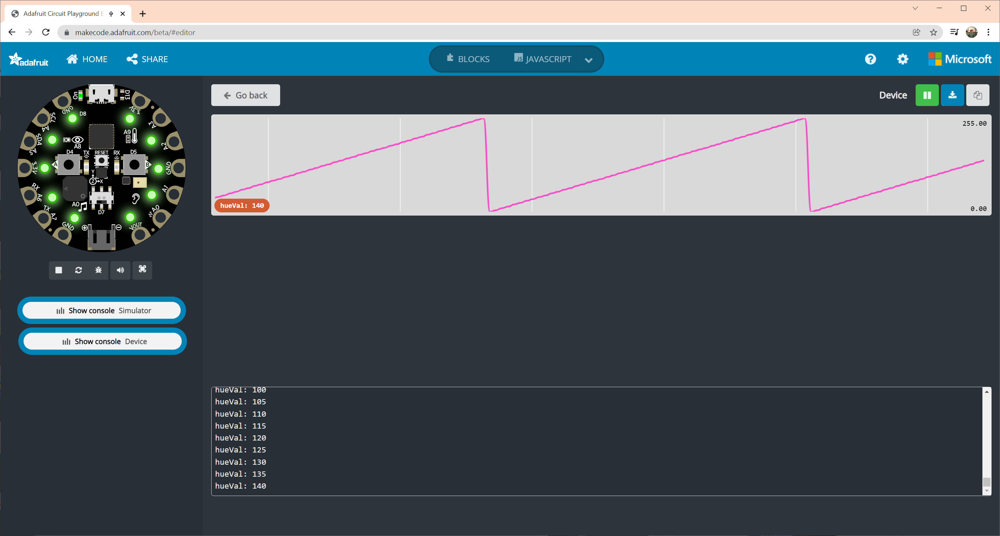 Adafruit Circuit Playground E
makecode.adafruit.com/beta/#editor
adafruit HOME SHARE BLOCKS JS JAVASCRIPT ? Microsoft
Go back Device
On D13
GND D8 3.3V
SCL A4 A3
SDA A5 A8 A9 A2
D4 TX RESET RX D5
3.3V A B GND
Y Z X
RX A6 A1
A0 A0
TX A7 D7
GND VOUT
255.00
hueVal: 140
0.00
Show console Simulator
Show console Device
hueVal: 100
hueVal: 105
hueVal: 110
hueVal: 115
hueVal: 120
hueVal: 125
hueVal: 130
hueVal: 135
hueVal: 140